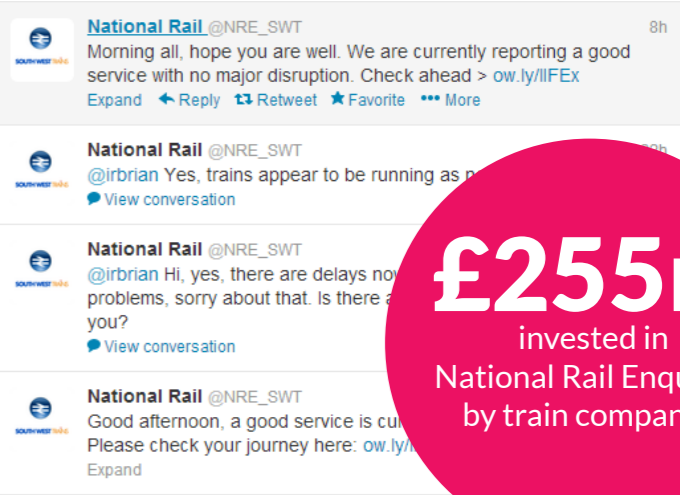 National Rail @NRE_SWT 8h
Morning all, hope you are well. We are currently reporting a good
service with no major disruption. Check ahead > ow.ly/IIFEx
Expand Reply Retweet Favorite More
National Rail @NRE_SWT
@irbrian Yes, trains appear to be running as
View conversation
National Rail @NRE_SWT
@irbrian Hi, yes, there are delays
problems, sorry about that. Is there
you?
View conversation
National Rail @NRE_SWT
Good afternoon, a good service is
Please check your journey here: ow.ly/
Expand
£255
invested in
National Rail
by train